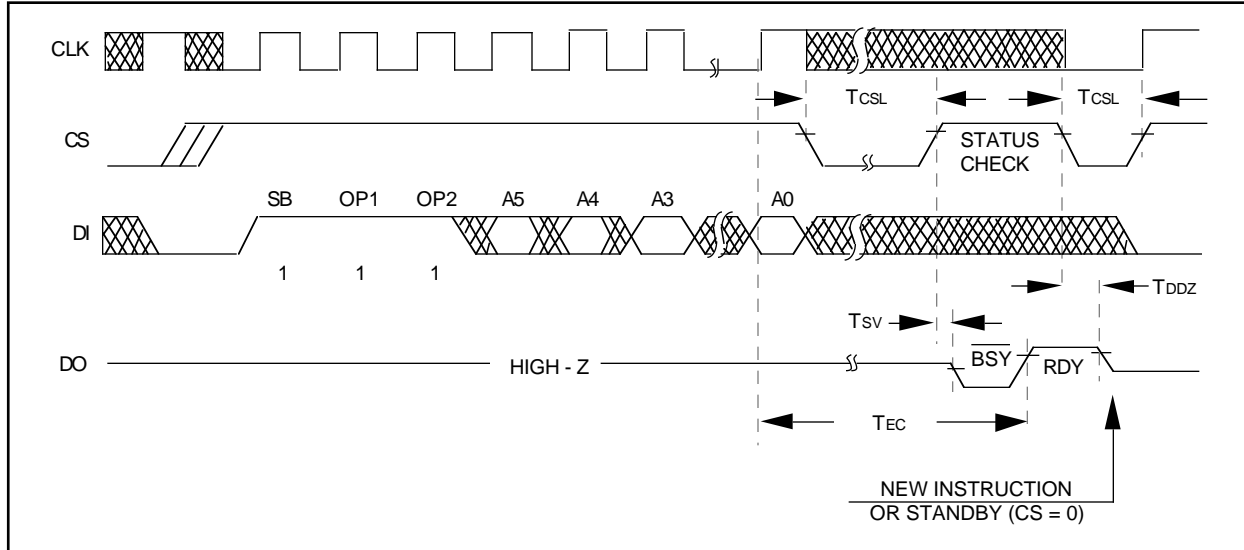 CLK
TCSL
TCSL
CS
STATUS
CHECK
SB OP1 OP2 A5 A4 A3 A0
DI
1 1 1
TDDZ
TSV
DO
HIGH - Z
BSY
RDY
TEC
NEW INSTRUCTION
OR STANDBY (CS = 0)